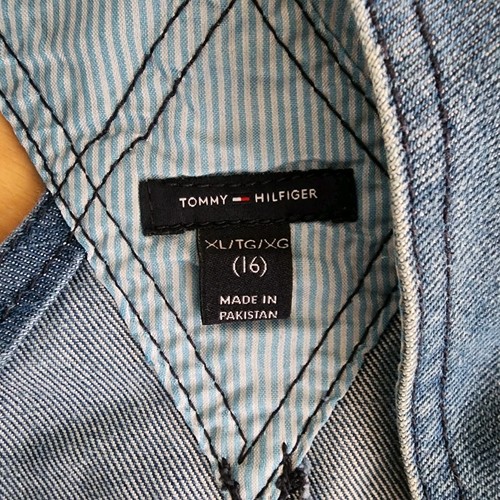 TOMMY HILFIGER
XL/TG/XG
(16)
MADE IN
PAKISTAN